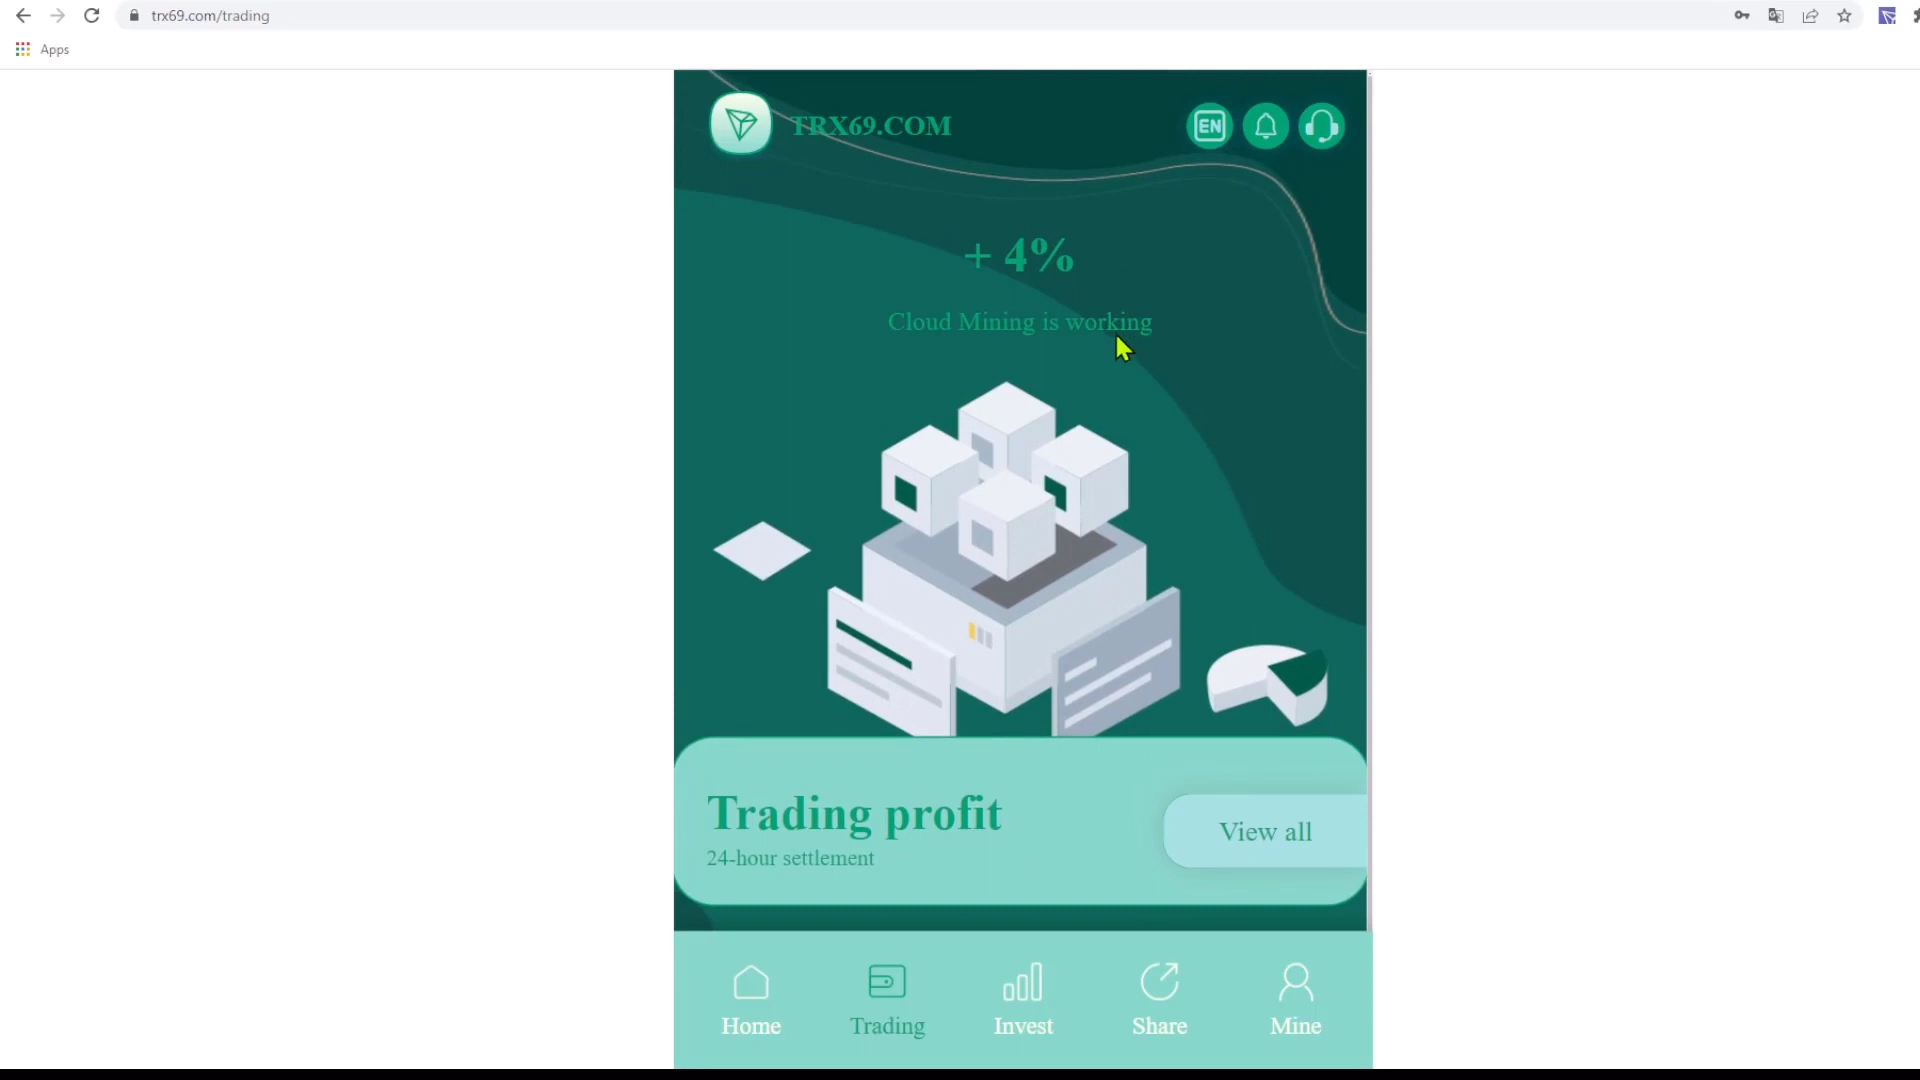 trx69.com/trading
Apps
TRX69.COM
EN
+ 4%
Cloud Mining is working
Trading profit
24-hour settlement
View all
Home
Trading
Invest
Share
Mine